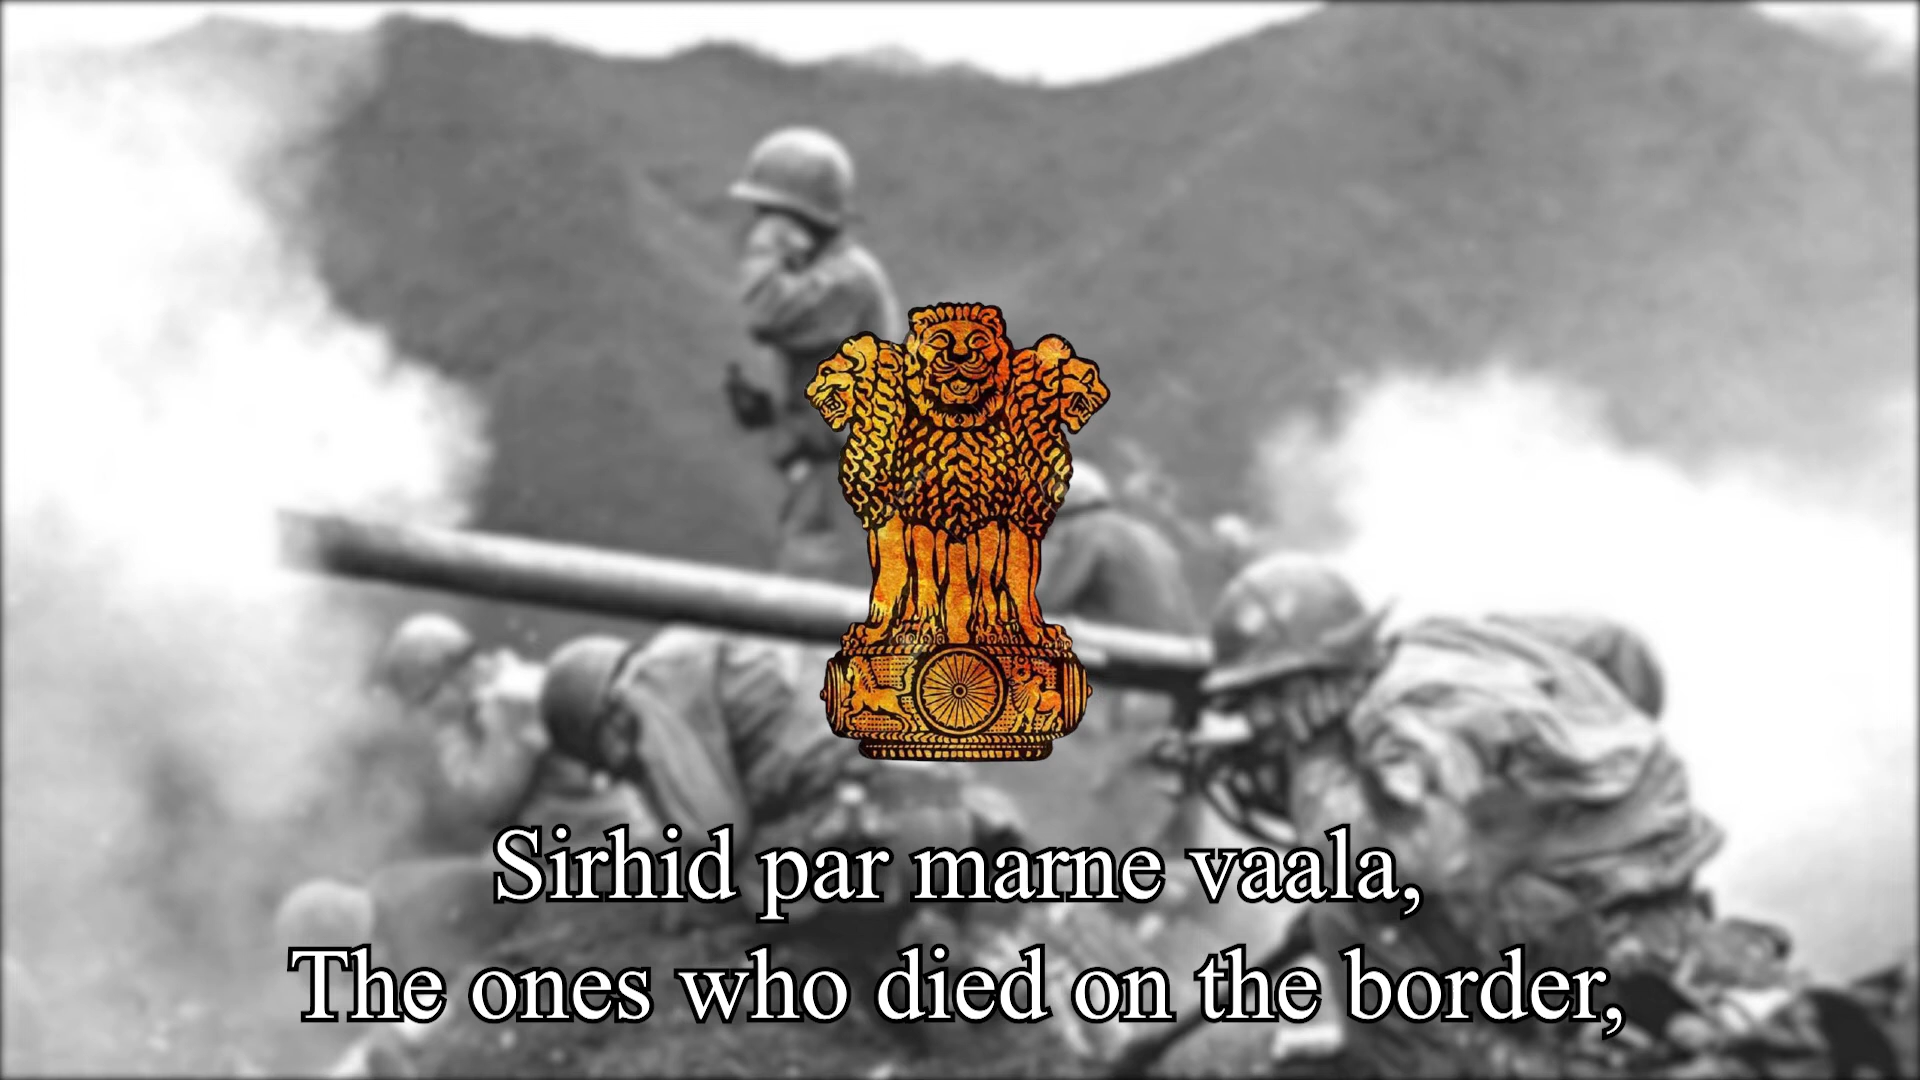 Sirhid par marne vaala,
The ones who died on the border,